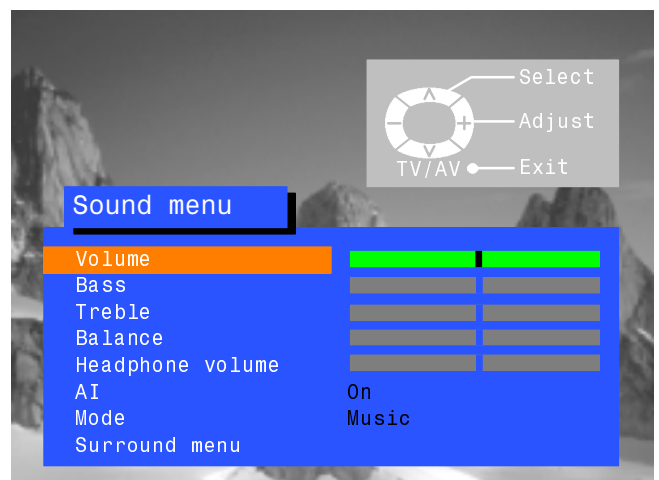 Select
Adjust
TV/AV Exit
Sound menu
Volume
Bass
Treble
Balance
Headphone volume
AI On
Mode Music
Surround menu